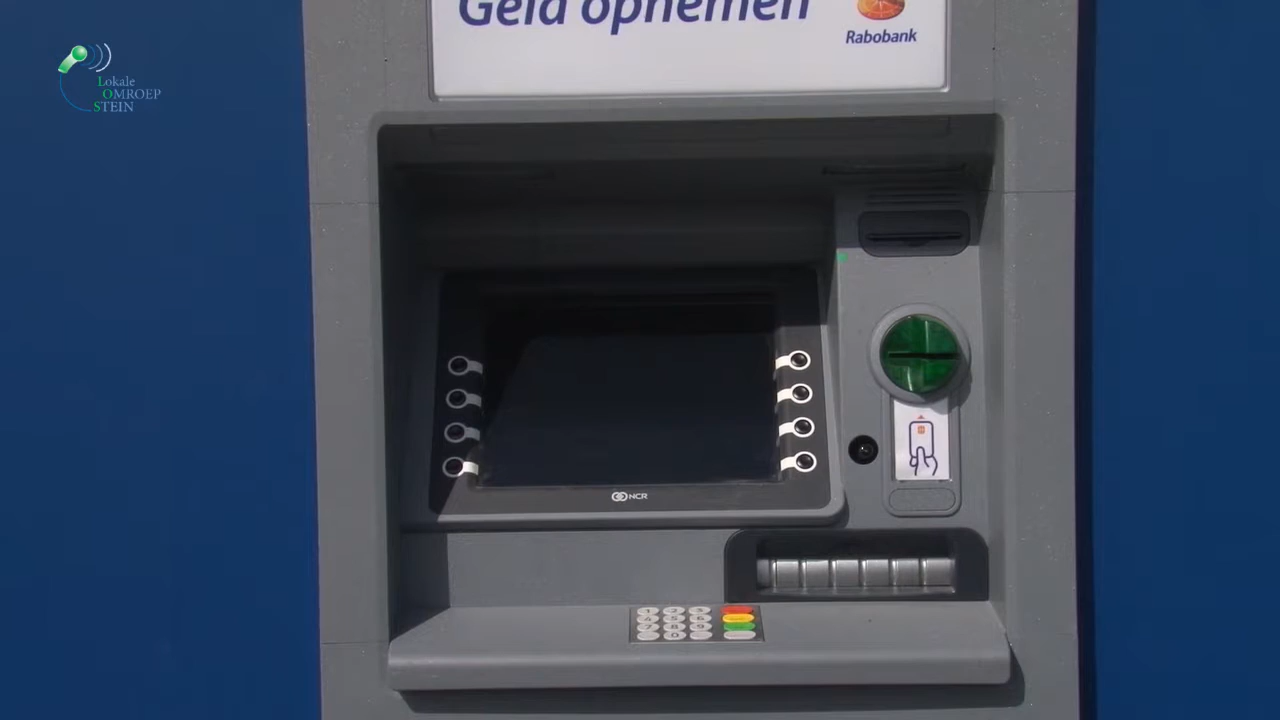 Geld opnemen
Rabobank
Lokale
OMROEP
STEIN
NCR